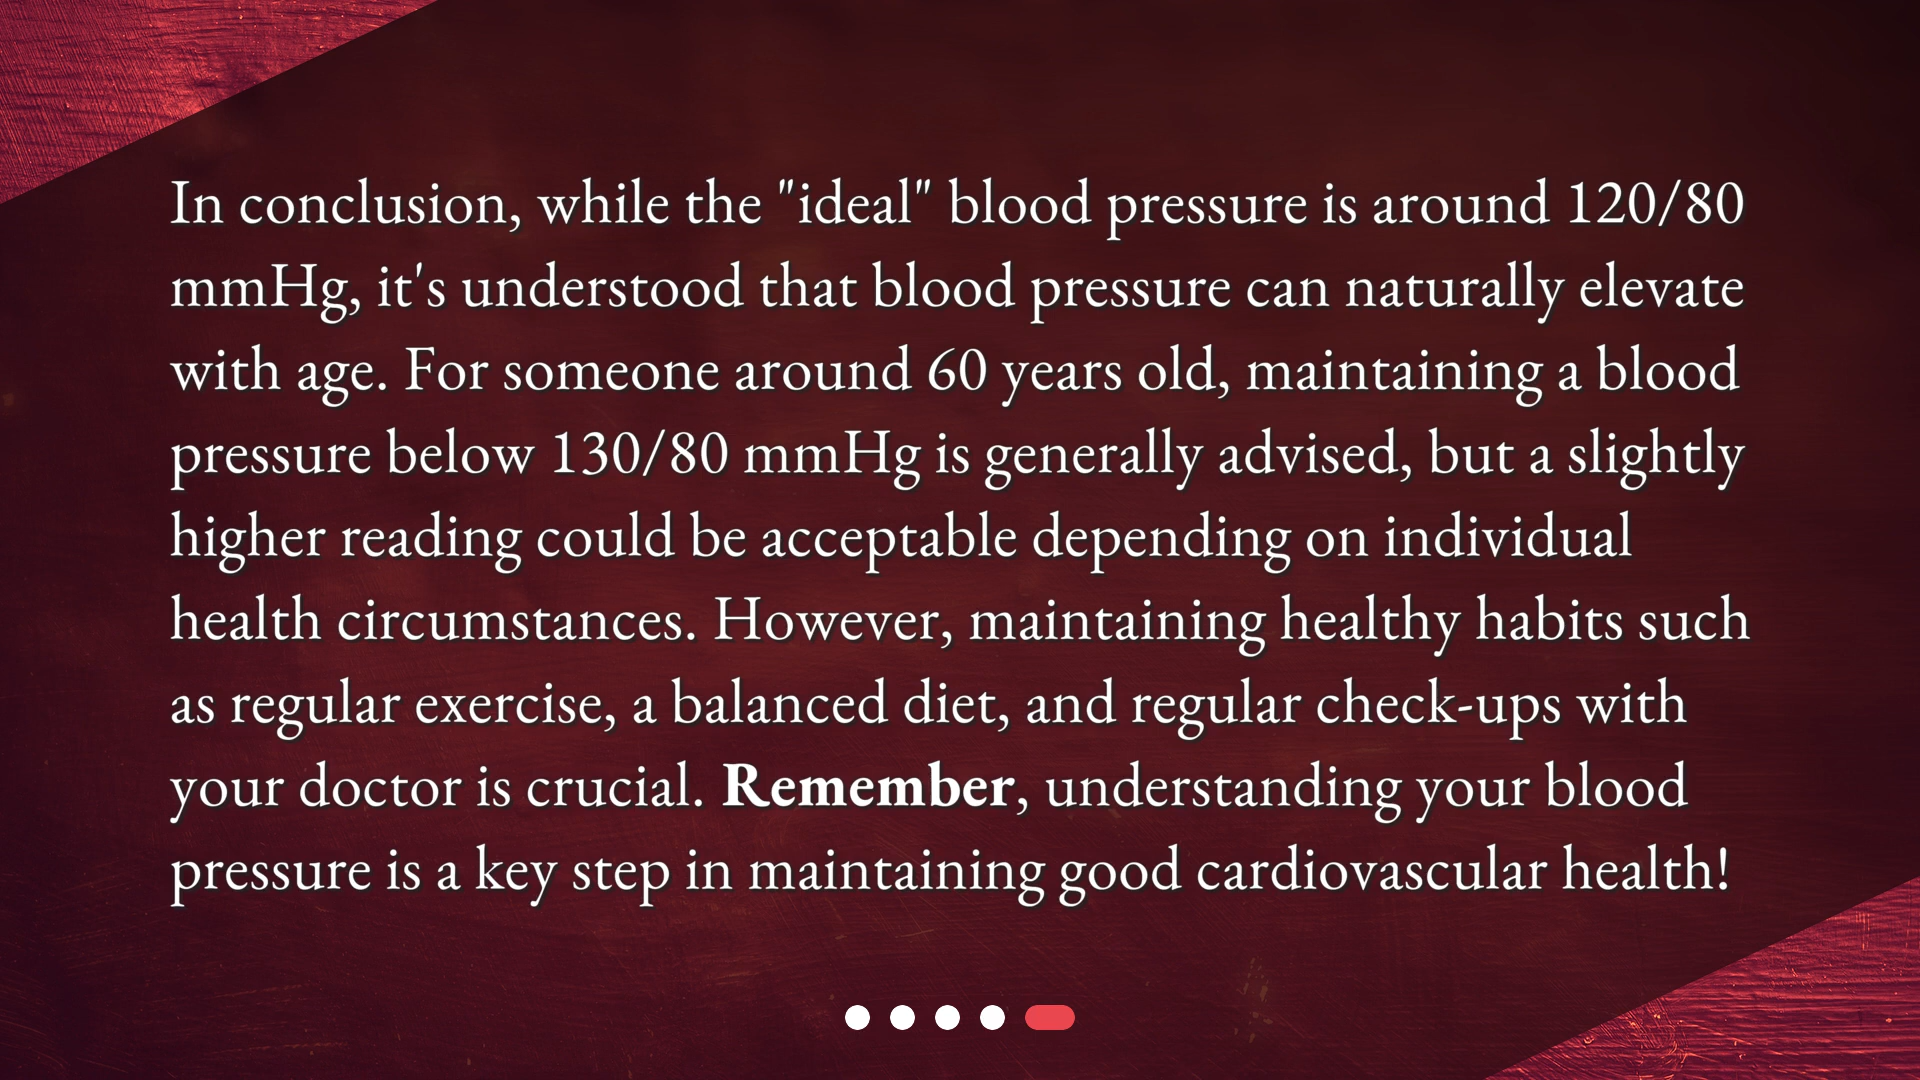 In conclusion, while the "ideal" blood pressure is around 120/80
mmHg, it's understood that blood pressure can naturally elevate
with age. For someone around 60 years old, maintaining a blood
pressure below 130/80 mmHg is generally advised, but a slightly
higher reading could be acceptable depending on individual
health circumstances. However, maintaining healthy habits such
as regular exercise, a balanced diet, and regular check-ups with
your doctor is crucial. Remember, understanding your blood
pressure is a key step in maintaining good cardiovascular health!